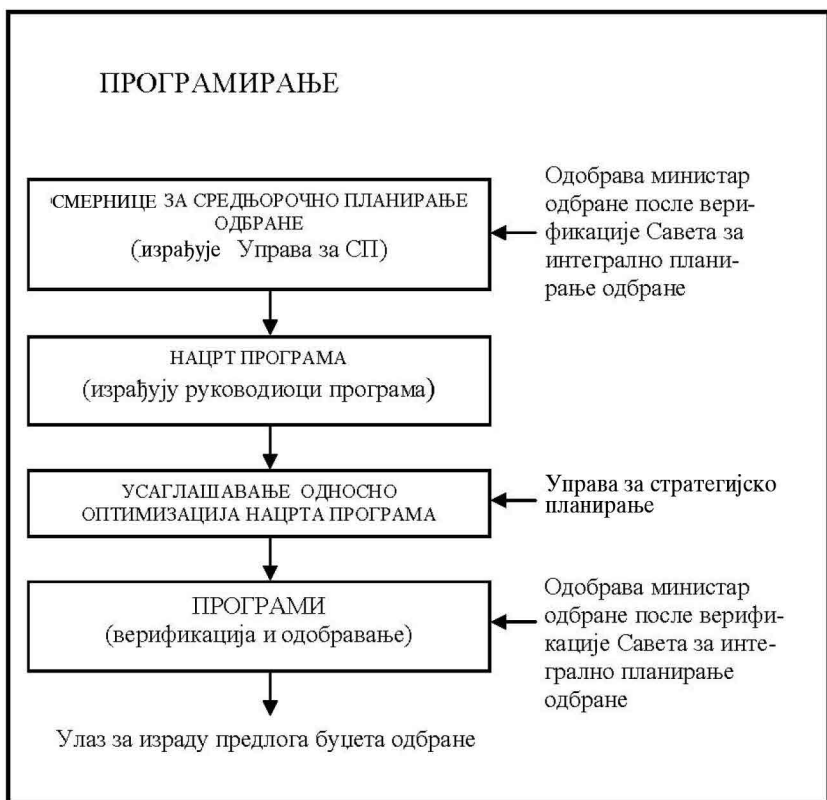 ПРОГРАМИРАЊЕ
СМЕРНИЦЕ ЗА СРЕДЊОРОЧНО ПЛАНИРАЊЕ
ОДБРАНЕ
(израђује Управа за СП)
Одобрава министар
одбране после вери-
фикације Савета за
интегрално плани-
рање одбране
НАЦРТ ПРОГРАМА
(израђују руководиоци програма)
УСАГЛАШАВАЊЕ ОДНОСНО
ОПТИМИЗАЦИЈА НАЦРТА ПРОГРАМА
Управа за стратегијско
планирање
ПРОГРАМИ
(верификација и одобравање)
Одобрава министар
одбране после верифи-
кације Савета за инте-
грално планирање
одбране
Улаз за израду предлога буџета одбране